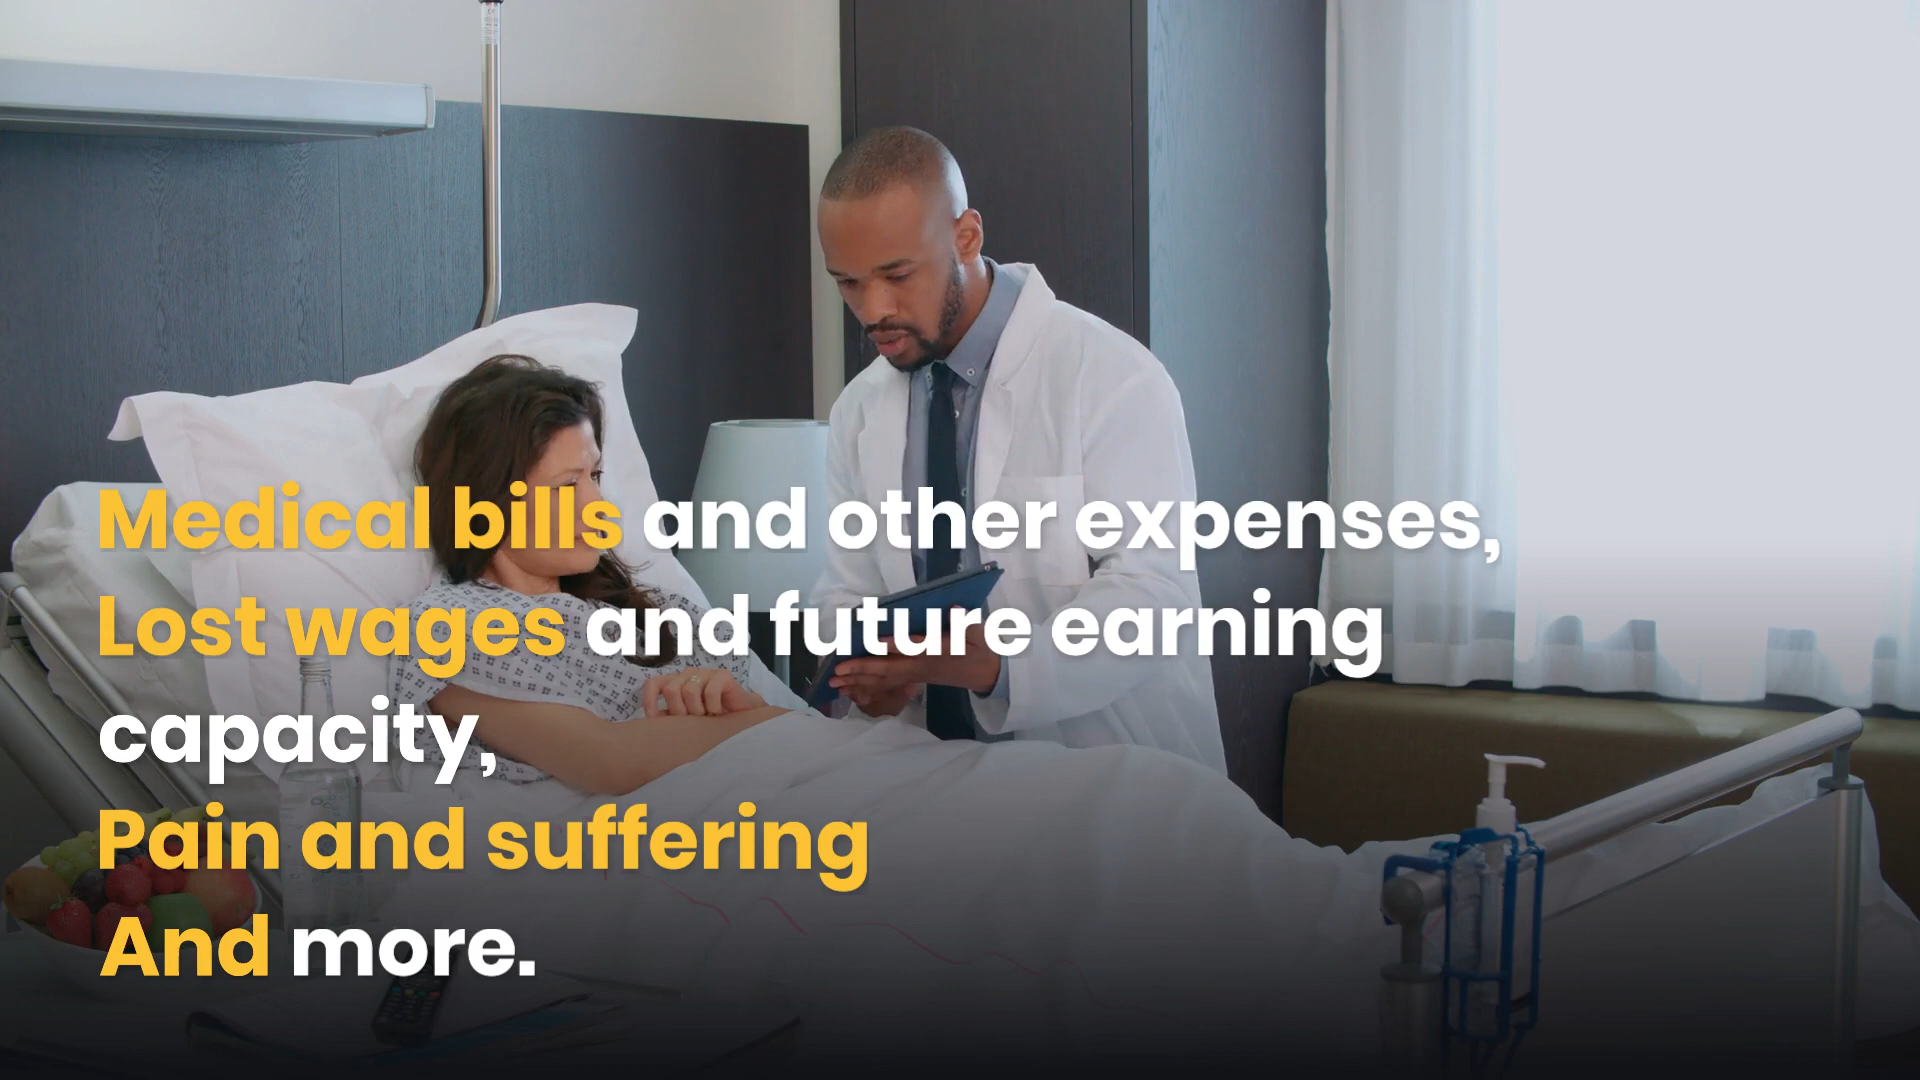 Medical bills and other expenses,
Lost wages and future earning
capacity,
Pain and suffering
And more.